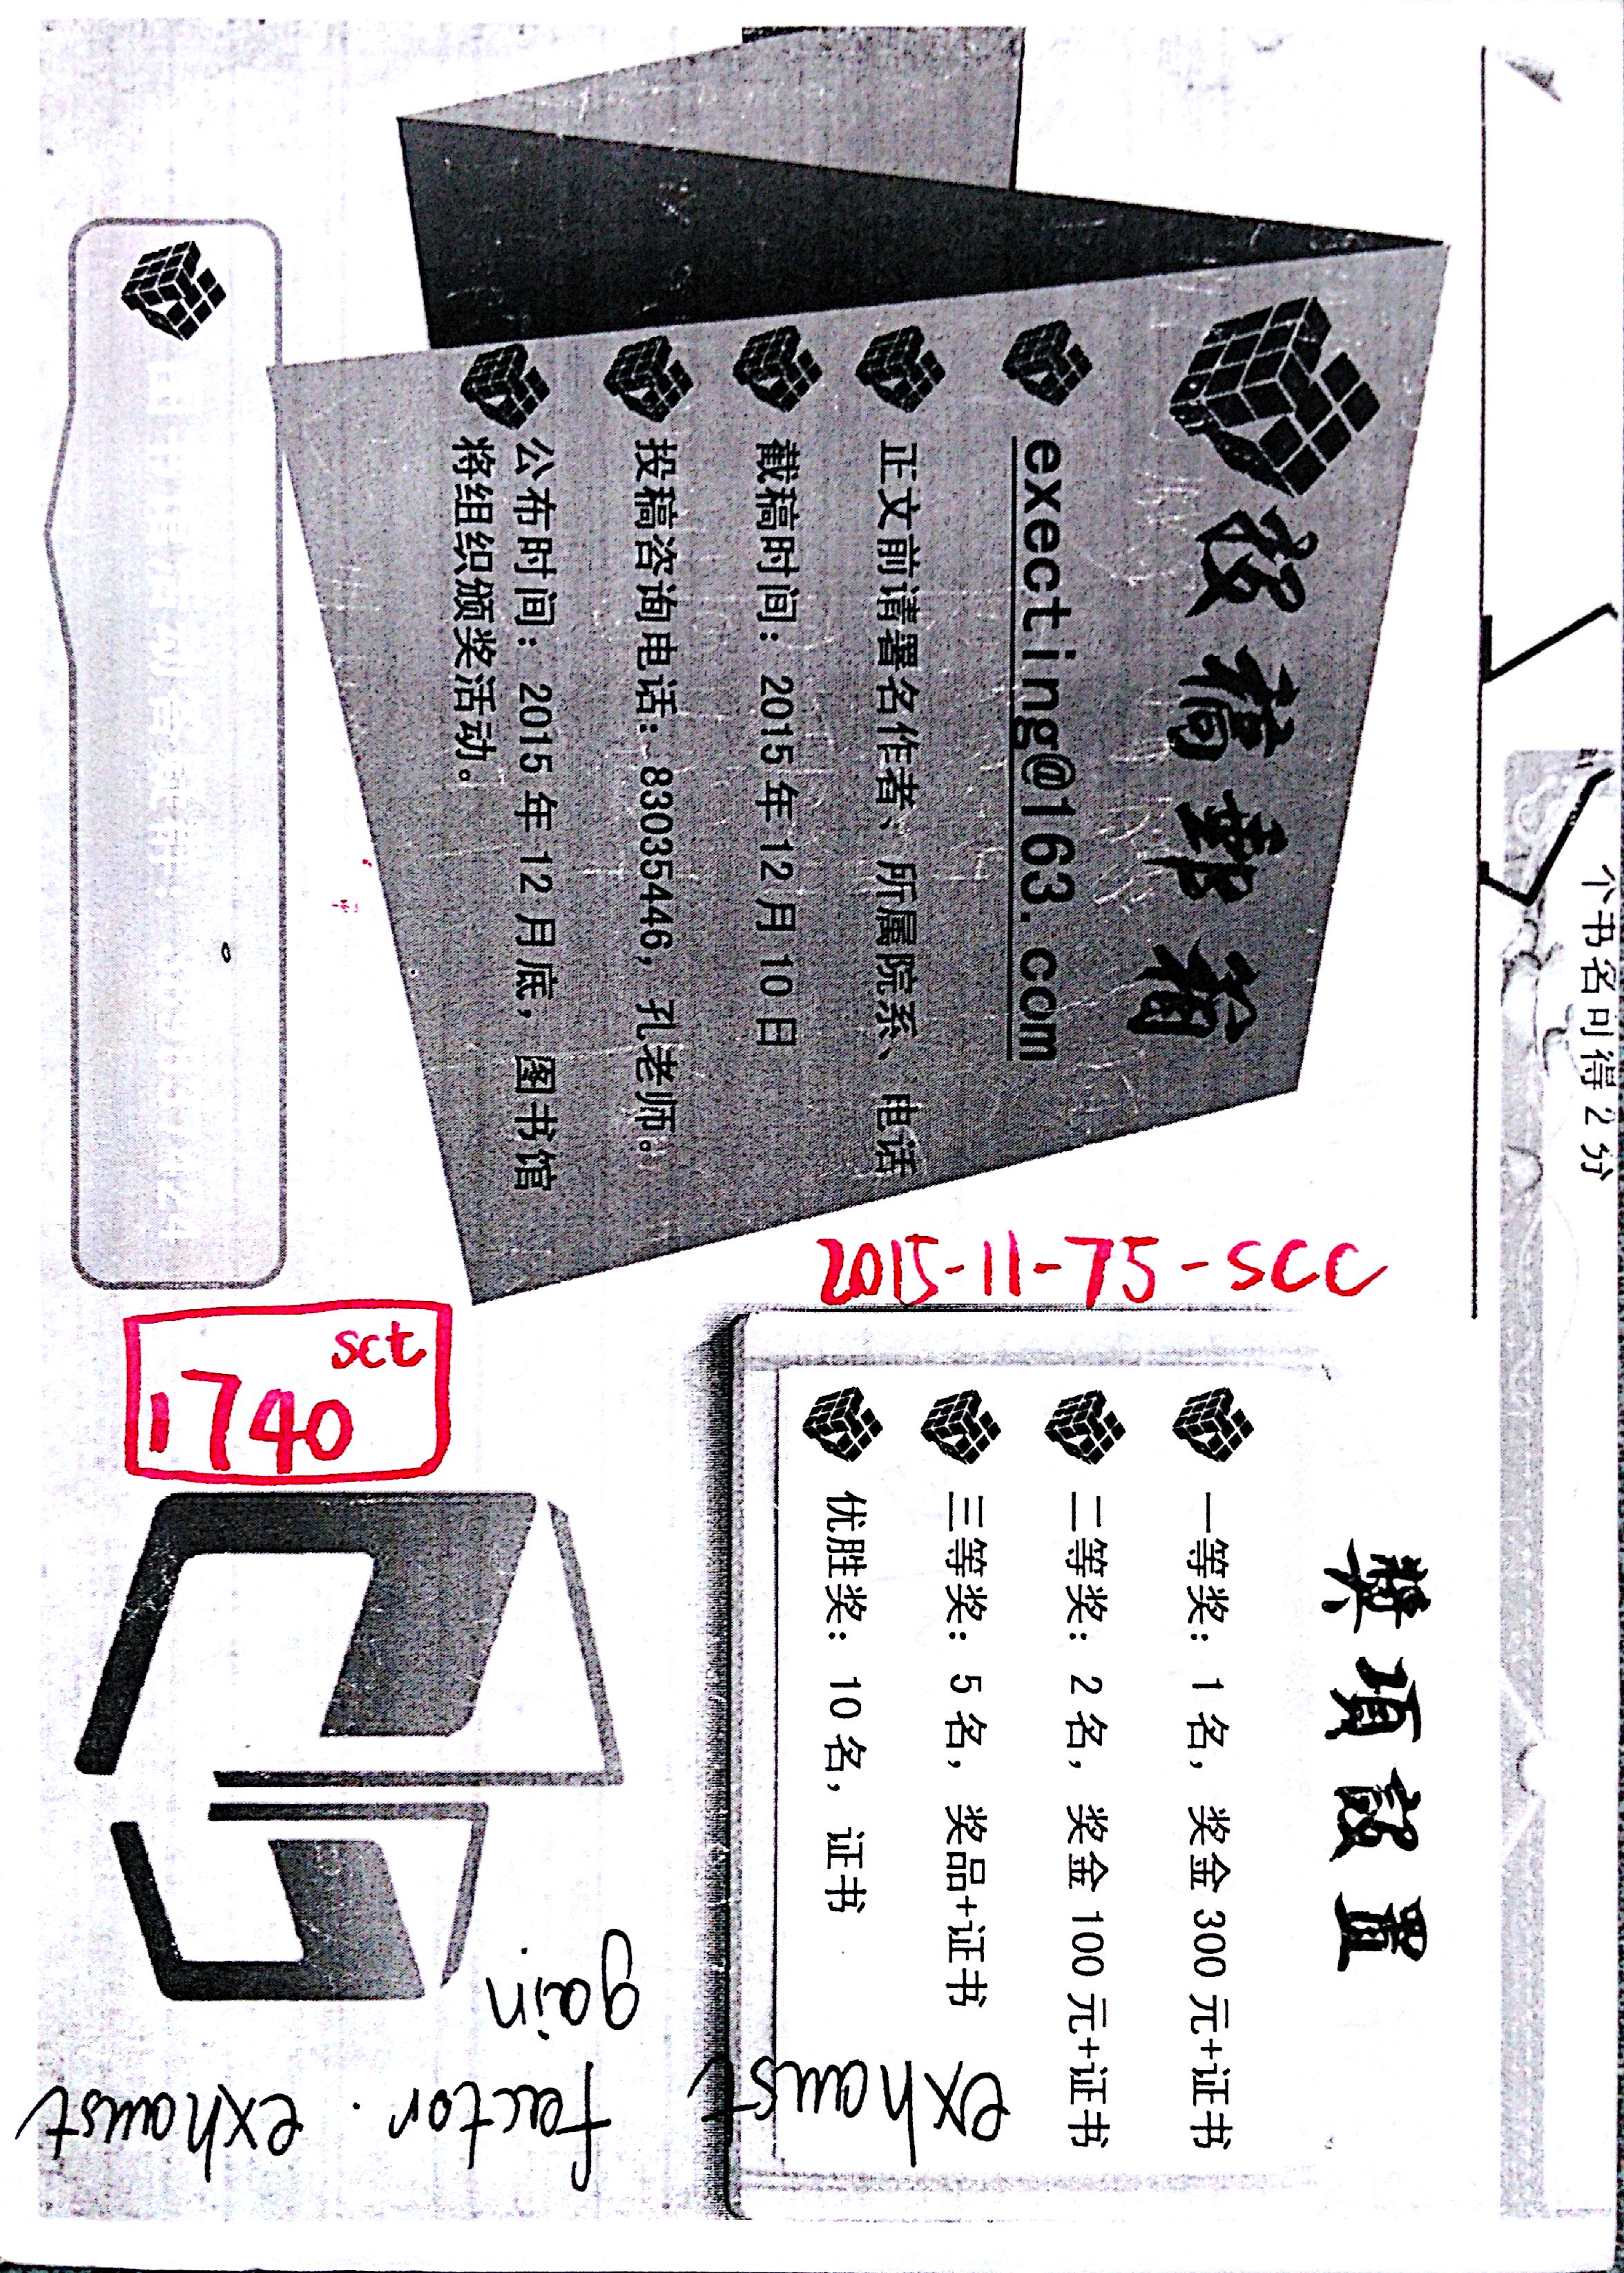 投稿邮箱
execting@163.com
正文前请署名作者、所属院系、电话
截稿时间：2015年12月10日
投稿咨询电话：83035446，孔老师。
公布时间：2015年12月底，图书馆
将组织颁奖活动。
个书名可得2分
2015-11-75-SCC
sct
1740
奖项设置
一等奖：1名，奖金300元+证书
二等奖：2名，奖金100元+证书
三等奖：5名，奖品+证书
优胜奖：10名，证书
gain
exhaust factor. exhaust